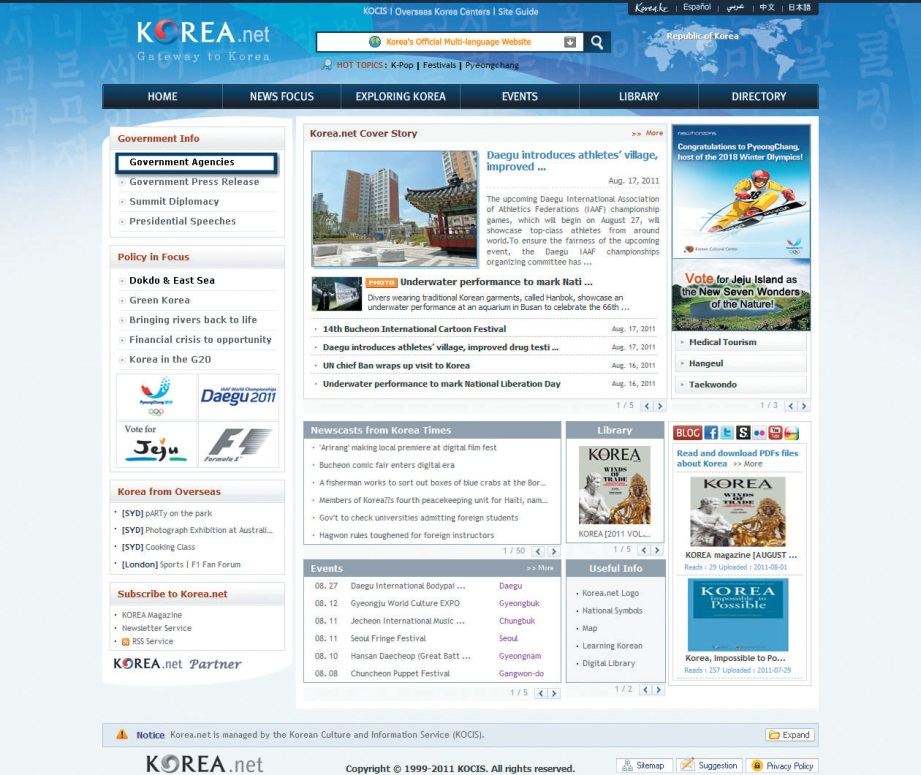 KOCIS | Overseas Korea Centers | Site Guide
Korea.kr | Español | عربي | 中文 | 日本語
KOREA.net
Gateway to Korea
Korea's Official Multi-language Website
HOT TOPICS : K-Pop | Festivals | Pyeongchang
Republic of Korea
HOME
NEWS FOCUS
EXPLORING KOREA
EVENTS
LIBRARY
DIRECTORY
Government Info
Government Agencies
Government Press Release
Summit Diplomacy
Presidential Speeches
Policy in Focus
Dokdo & East Sea
Green Korea
Bringing rivers back to life
Financial crisis to opportunity
Korea in the G20
PyeongChang 2018
IAAF World Championships
Daegu 2011
Vote for
Jeju
F1
Formula 1
Korea from Overseas
[SYD] pARTy on the park
[SYD] Photograph Exhibition at Australi...
[SYD] Cooking Class
[London] Sports | F1 Fan Forum
Subscribe to Korea.net
KOREA Magazine
Newsletter Service
RSS Service
KOREA.net Partner
Korea.net Cover Story
>> More
Daegu introduces athletes' village,
improved ...
Aug. 17, 2011
The upcoming Daegu International Association
of Athletics Federations (IAAF) championship
games, which will begin on August 27, will
showcase top-class athletes from around
world.To ensure the fairness of the upcoming
event, the Daegu IAAF championships
organizing committee has ...
PHOTO Underwater performance to mark Nati ...
Divers wearing traditional Korean garments, called Hanbok, showcase an
underwater performance at an aquarium in Busan to celebrate the 66th ...
14th Bucheon International Cartoon Festival Aug. 17, 2011
Daegu introduces athletes' village, improved drug testi ... Aug. 17, 2011
UN chief Ban wraps up visit to Korea Aug. 16, 2011
Underwater performance to mark National Liberation Day Aug. 16, 2011
1 / 5
newhorizons
Congratulations to PyeongChang,
host of the 2018 Winter Olympics!
Korean Cultural Center
Vote for Jeju Island as
the New Seven Wonders
of the Nature!
Medical Tourism
Hangeul
Taekwondo
1 / 3
Newscasts from Korea Times
'Arirang' making local premiere at digital film fest
Bucheon comic fair enters digital era
A fisherman works to sort out boxes of blue crabs at the Bor...
Members of Korea??s fourth peacekeeping unit for Haiti, nam...
Gov't to check universities admitting foreign students
Hagwon rules toughened for foreign instructors
1 / 50
Library
KOREA
WINDS OF TRADE
KOREA [2011 VOL...
1 / 5
BLOG
Read and download PDFs files
about Korea >> More
KOREA
WINDS OF TRADE
KOREA magazine [AUGUST ...
Reads : 29 Uploaded : 2011-08-01
KOREA
Impossible to
Possible
Korea, Impossible to Po...
Reads : 257 Uploaded : 2011-07-29
Events
>> More
08. 27 Daegu International Bodypai ... Daegu
08. 12 Gyeongju World Culture EXPO Gyeongbuk
08. 11 Jecheon International Music ... Chungbuk
08. 11 Seoul Fringe Festival Seoul
08. 10 Hansan Daecheop (Great Batt ... Gyeongnam
08. 08 Chuncheon Puppet Festival Gangwon-do
1 / 5
Useful Info
Korea.net Logo
National Symbols
Map
Learning Korean
Digital Library
1 / 2
Notice Korea.net is managed by the Korean Culture and Information Service (KOCIS).
Expand
KOREA.net
Copyright © 1999-2011 KOCIS. All rights reserved.
Sitemap
Suggestion
Privacy Policy